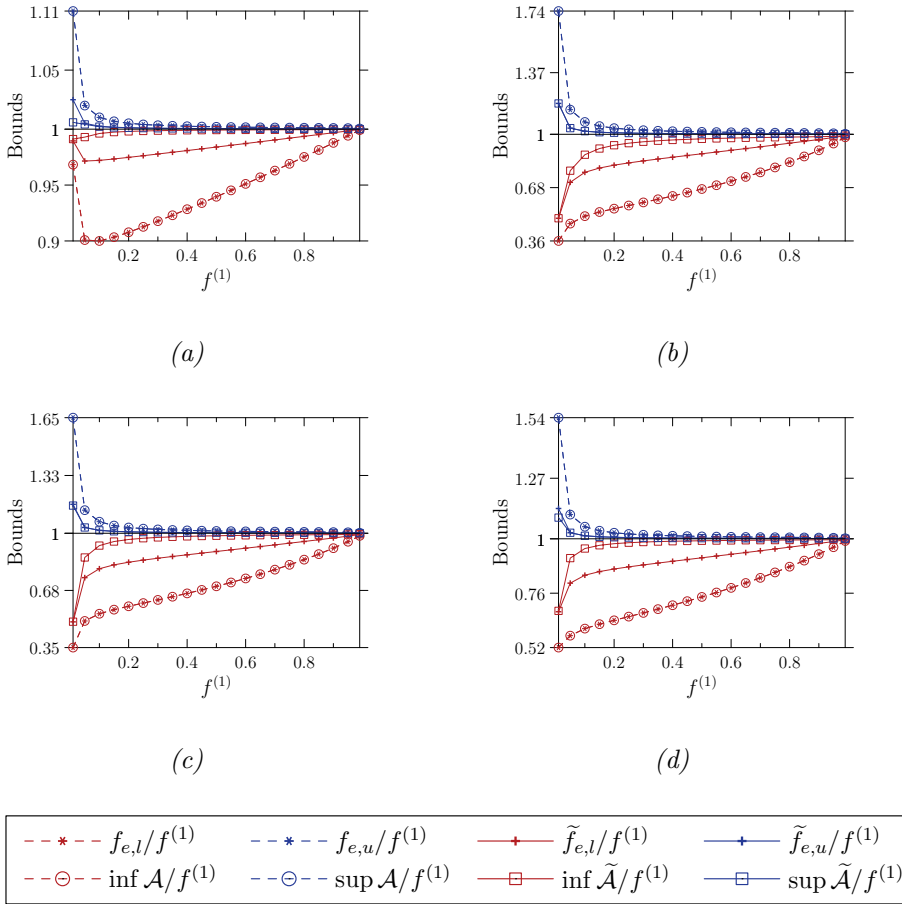 1.11
1.05
1
0.95
0.9
Bounds
0.2 0.4 0.6 0.8
f^{(1)}
(a)
1.74
1.37
1
0.68
0.36
Bounds
0.2 0.4 0.6 0.8
f^{(1)}
(b)
1.65
1.33
1
0.68
0.35
Bounds
0.2 0.4 0.6 0.8
f^{(1)}
(c)
1.54
1.27
1
0.76
0.52
Bounds
0.2 0.4 0.6 0.8
f^{(1)}
(d)
f_{e,l}/f^{(1)} f_{e,u}/f^{(1)} \widetilde{f}_{e,l}/f^{(1)} \widetilde{f}_{e,u}/f^{(1)}
inf \mathcal{A}/f^{(1)} sup \mathcal{A}/f^{(1)} inf \widetilde{\mathcal{A}}/f^{(1)} sup \widetilde{\mathcal{A}}/f^{(1)}